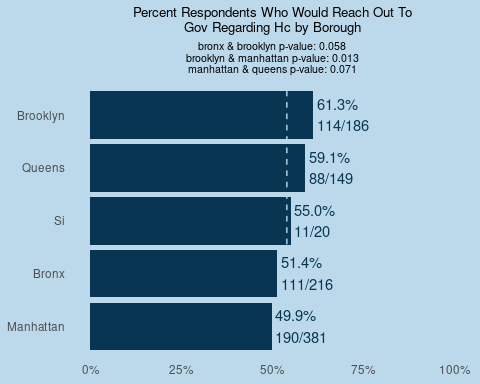 Percent Respondents Who Would Reach Out To
Gov Regarding Hc by Borough
bronx & brooklyn p-value: 0.058
brooklyn & manhattan p-value: 0.013
manhattan & queens p-value: 0.071
Brooklyn
61.3%
114/186
Queens
59.1%
88/149
Si
55.0%
11/20
Bronx
51.4%
111/216
Manhattan
49.9%
190/381
0% 25% 50% 75% 100%